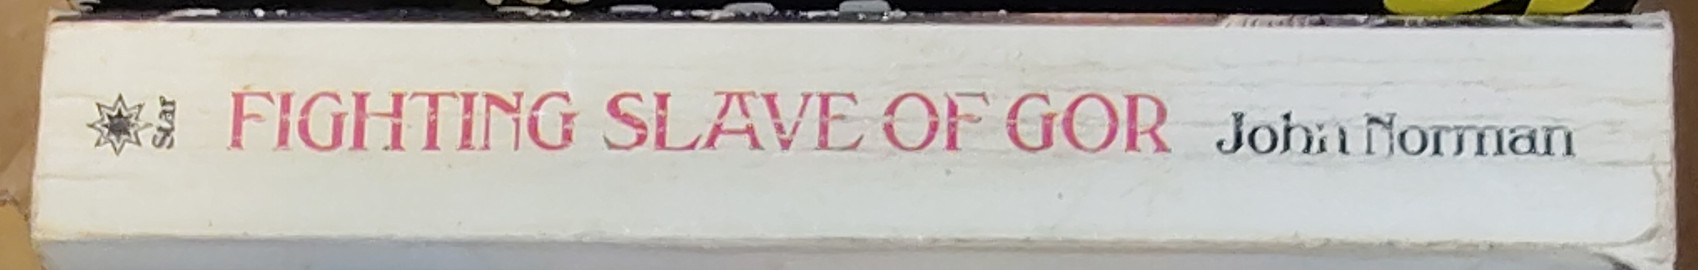 Star FIGHTING SLAVE OF GOR John Norman